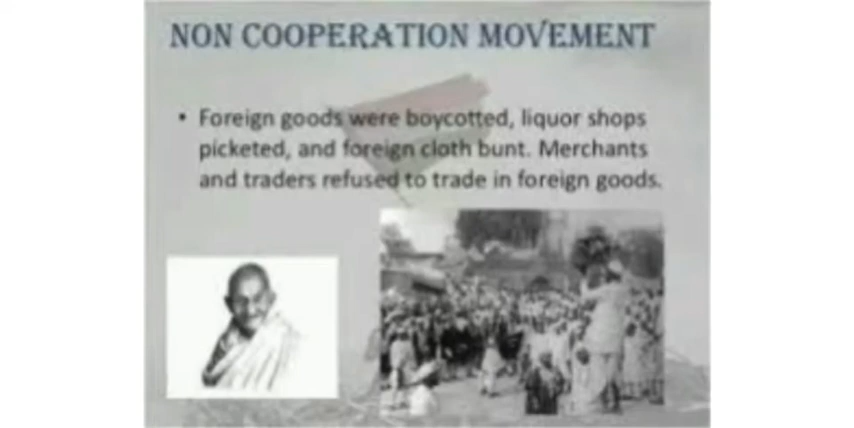 NON COOPERATION MOVEMENT
• Foreign goods were boycotted, liquor shops
picketed, and foreign cloth bunt. Merchants
and traders refused to trade in foreign goods.